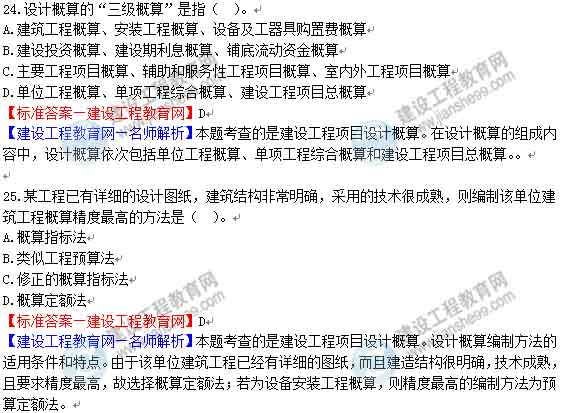 24.设计概算的“三级概算”是指（ ）。
A.建筑工程概算、安装工程概算、设备及工器具购置费概算
B.建设投资概算、建设期利息概算、铺底流动资金概算
C.主要工程项目概算、辅助和服务性工程项目概算、室内外工程项目概算
D.单位工程概算、单项工程综合概算、建设工程项目总概算
【标准答案—建设工程教育网】D
【建设工程教育网—名师解析】本题考查的是建设工程项目设计概算。在设计概算的组成内
容中，设计概算依次包括单位工程概算、单项工程综合概算和建设工程项目总概算。。
25.某工程已有详细的设计图纸，建筑结构非常明确，采用的技术很成熟，则编制该单位建
筑工程概算精度最高的方法是（ ）。
A.概算指标法
B.类似工程预算法
C.修正的概算指标法
D.概算定额法
【标准答案—建设工程教育网】D
【建设工程教育网—名师解析】本题考查的是建设工程项目设计概算。设计概算编制方法的
适用条件和特点。由于该单位建筑工程已经有详细的图纸，而且建造结构很明确，技术成熟，
且要求精度最高，故选择概算定额法；若为设备安装工程概算，则精度最高的编制方法为预
算定额法。
建设工程教育网
www.jianshe99.com
建设工程教育网
www.jianshe99.com